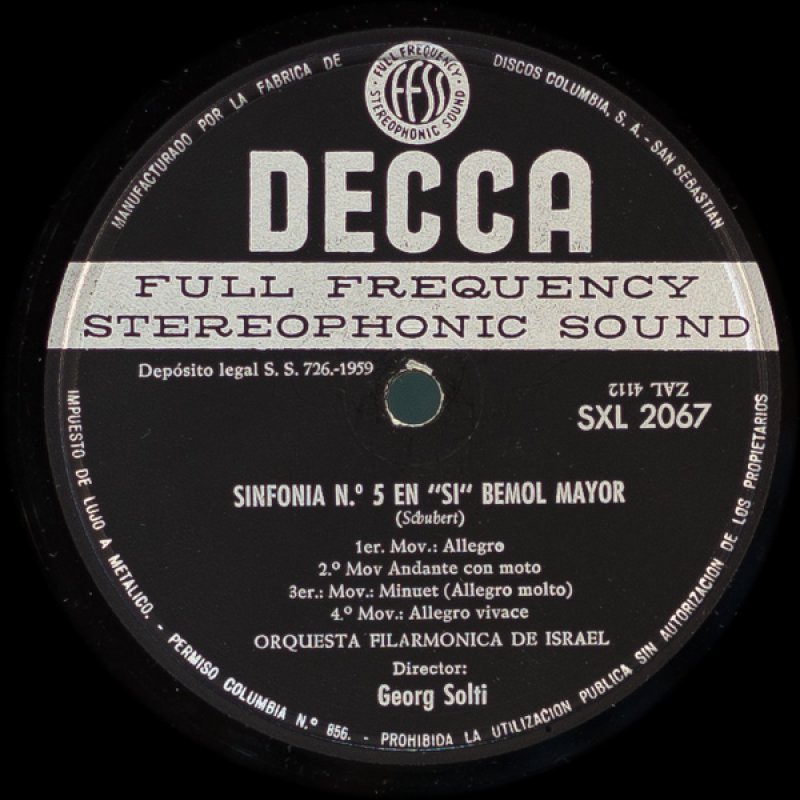 MANUFACTURADO POR LA FABRICA DE DISCOS COLUMBIA, S. A. - SAN SEBASTIAN
FULL FREQUENCY
FFSS
STEREOPHONIC SOUND
DECCA
FULL FREQUENCY
STEREOPHONIC SOUND
Depósito legal S. S. 726.-1959
ZAL 4112
SXL 2067
SINFONIA N.º 5 EN "SI" BEMOL MAYOR
(Schubert)
1er. Mov.: Allegro
2.º Mov Andante con moto
3er.: Mov.: Minuet (Allegro molto)
4.º Mov.: Allegro vivace
ORQUESTA FILARMONICA DE ISRAEL
Director:
Georg Solti
IMPUESTO DE LUJO A METALICO. - PERMISO COLUMBIA N.º 856. - PROHIBIDA LA UTILIZACION PUBLICA SIN AUTORIZACION DE LOS PROPIETARIOS